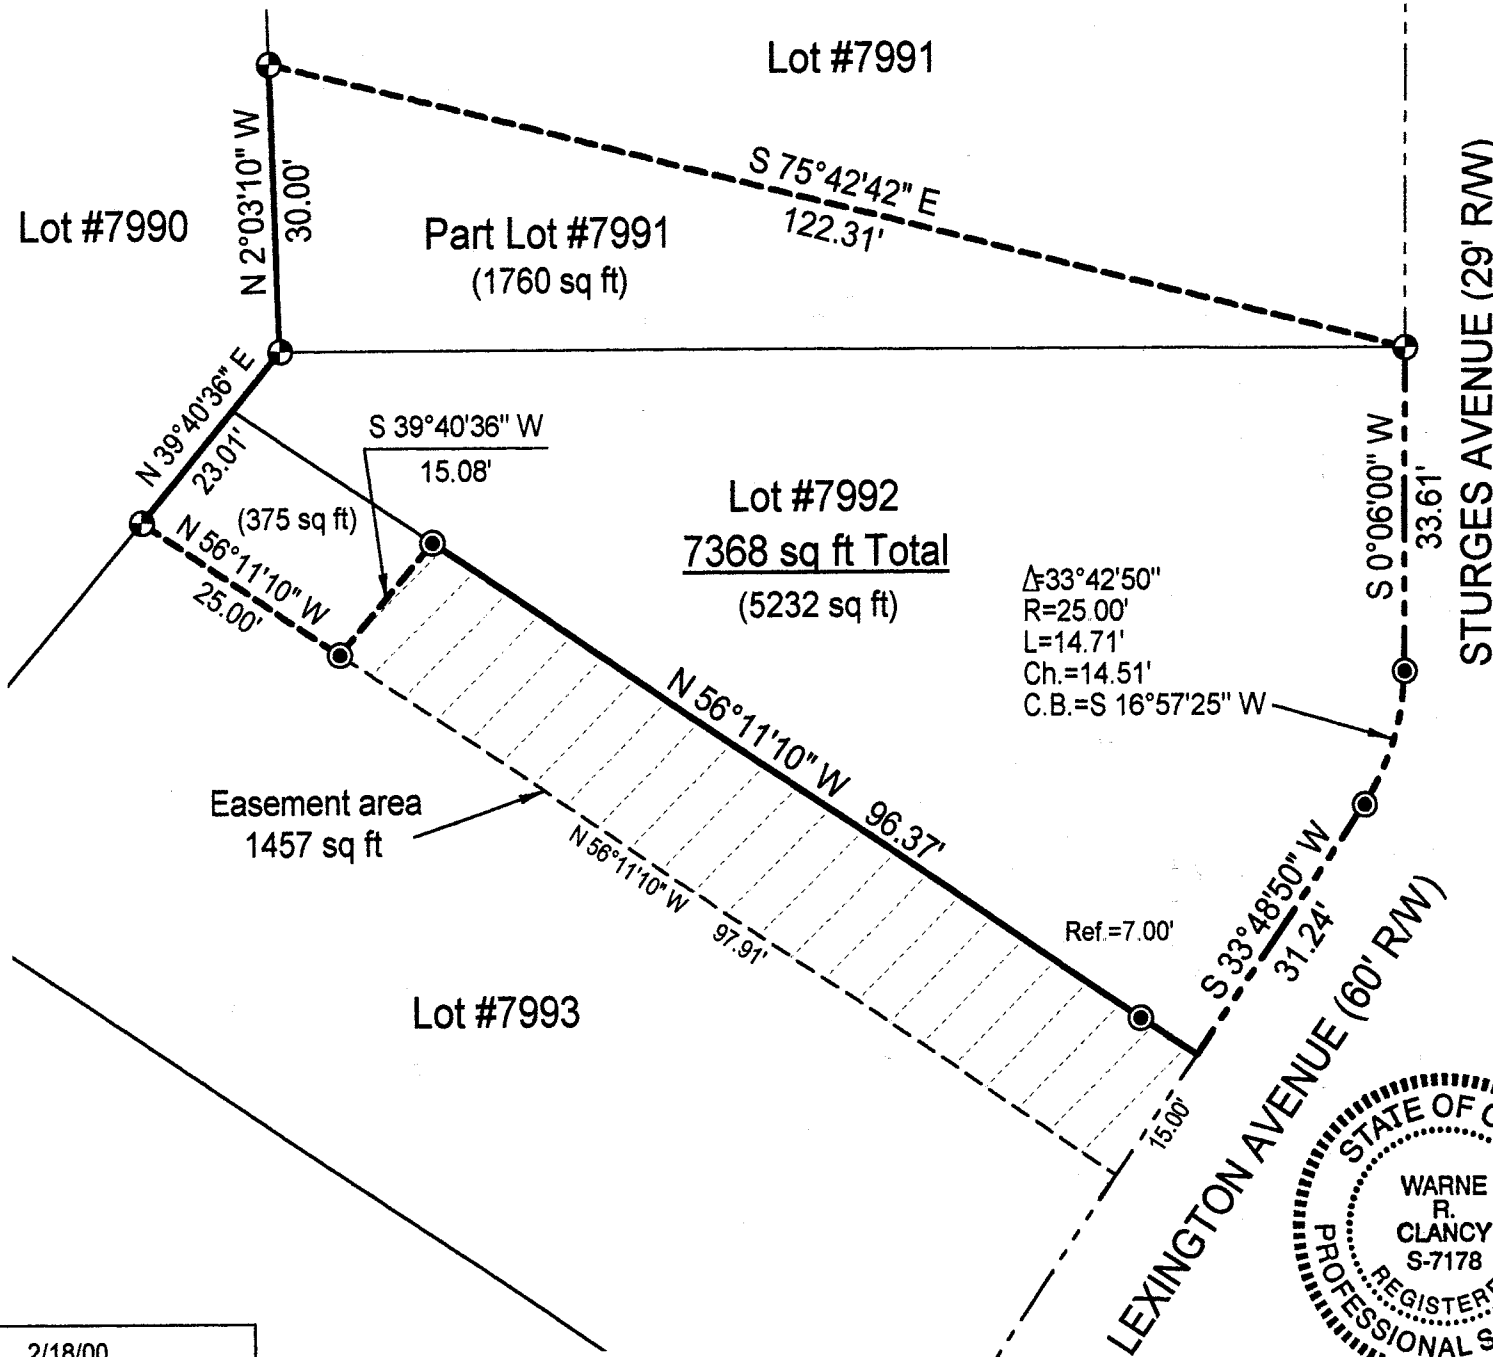 Lot #7991
N 2°03'10" W
30.00'
S 75°42'42" E
122.31'
Lot #7990
Part Lot #7991
(1760 sq ft)
STURGES AVENUE (29' R/W)
N 39°40'36" E
23.01'
S 39°40'36" W
15.08'
(375 sq ft)
N 56°11'10" W
25.00'
Lot #7992
7368 sq ft Total
(5232 sq ft)
S 0°06'00" W
33.61'
Δ=33°42'50"
R=25.00'
L=14.71'
Ch.=14.51'
C.B.=S 16°57'25" W
N 56°11'10" W 96.37'
Easement area
1457 sq ft
N 56°11'10" W 97.91'
Ref.=7.00'
S 33°48'50" W
31.24'
Lot #7993
15.00'
LEXINGTON AVENUE (60' R/W)
STATE OF
WARNE
R.
CLANCY
S-7178
REGISTERE
PROFESSIONAL S
2/18/00